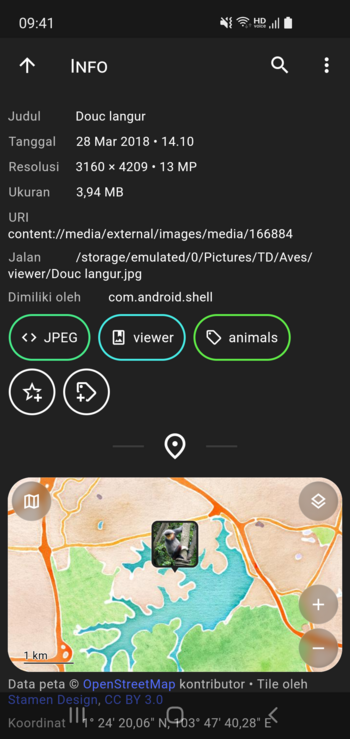 09:41
HD
VOICE
INFO
Judul Douc langur
Tanggal 28 Mar 2018 • 14.10
Resolusi 3160 × 4209 • 13 MP
Ukuran 3,94 MB
URI
content://media/external/images/media/166884
Jalan /storage/emulated/0/Pictures/TD/Aves/
viewer/Douc langur.jpg
Dimiliki oleh com.android.shell
JPEG viewer animals
1 km
Data peta © OpenStreetMap kontributor • Tile oleh
Stamen Design, CC BY 3.0
Koordinat 1° 24′ 20,06″ N, 103° 47′ 40,28″ E